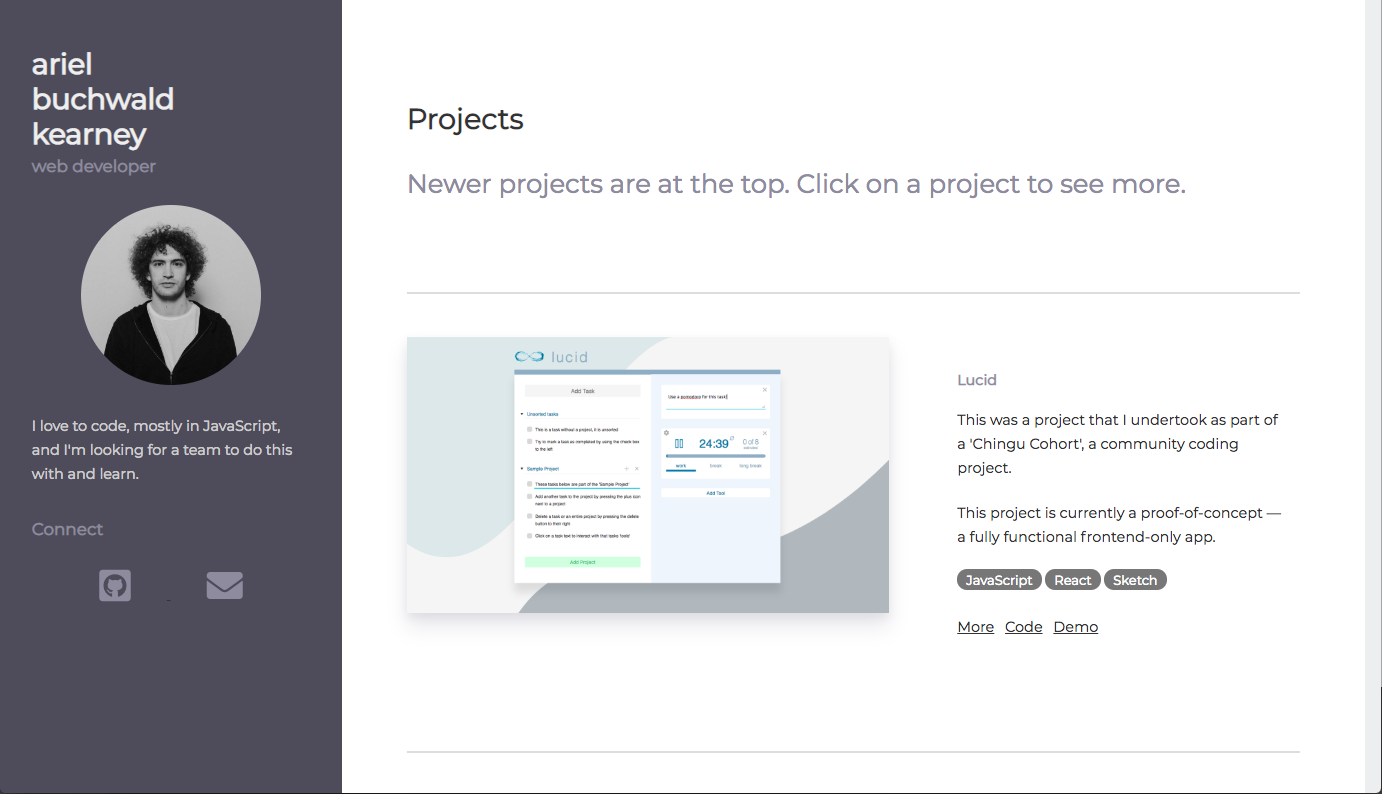 ariel
buchwald
kearney
web developer
I love to code, mostly in JavaScript,
and I'm looking for a team to do this
with and learn.
Connect
Projects
Newer projects are at the top. Click on a project to see more.
lucid
Add Task
Unsorted tasks
This is a task without a project, it is unsorted
Try to mark a task as completed by using the check box
to the left
Sample Project
These tasks below are part of the 'Sample Project'
Add another task to the project by pressing the plus icon
next to a project
Delete a task or an entire project by pressing the delete
button to their right
Click on a task text to interact with that tasks 'tools'
Add Project
Use a pomodoro for this task!
24:39
0 of 8
work
break
long break
Add Tool
Lucid
This was a project that I undertook as part of
a 'Chingu Cohort', a community coding
project.
This project is currently a proof-of-concept —
a fully functional frontend-only app.
JavaScript React Sketch
More Code Demo